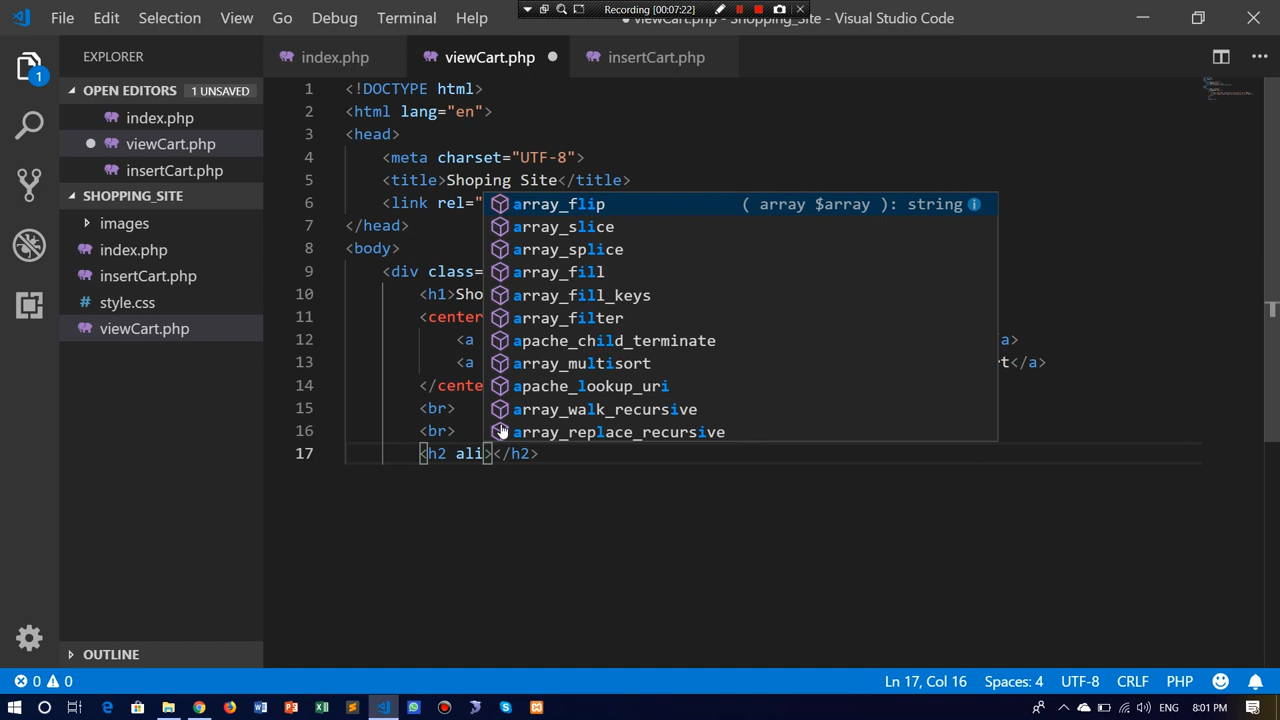 File Edit Selection View Go Debug Terminal Help
Recording [00:07:22]
viewCart.php - Shopping_Site - Visual Studio Code
EXPLORER
index.php
viewCart.php
insertCart.php
OPEN EDITORS 1 UNSAVED
index.php
viewCart.php
insertCart.php
SHOPPING_SITE
images
index.php
insertCart.php
style.css
viewCart.php
OUTLINE
1 <!DOCTYPE html>
2 <html lang="en">
3 <head>
4 <meta charset="UTF-8">
5 <title>Shoping Site</title>
6 <link rel="
7 </head>
8 <body>
9 <div class=
10 <h1>Sho
11 <center
12 <a a>
13 <a t</a>
14 </cente
15 <br>
16 <br>
17 <h2 ali></h2>
array_flip ( array $array ): string
array_slice
array_splice
array_fill
array_fill_keys
array_filter
apache_child_terminate
array_multisort
apache_lookup_uri
array_walk_recursive
array_replace_recursive
1
0 0
Ln 17, Col 16 Spaces: 4 UTF-8 CRLF PHP
ENG 8:01 PM